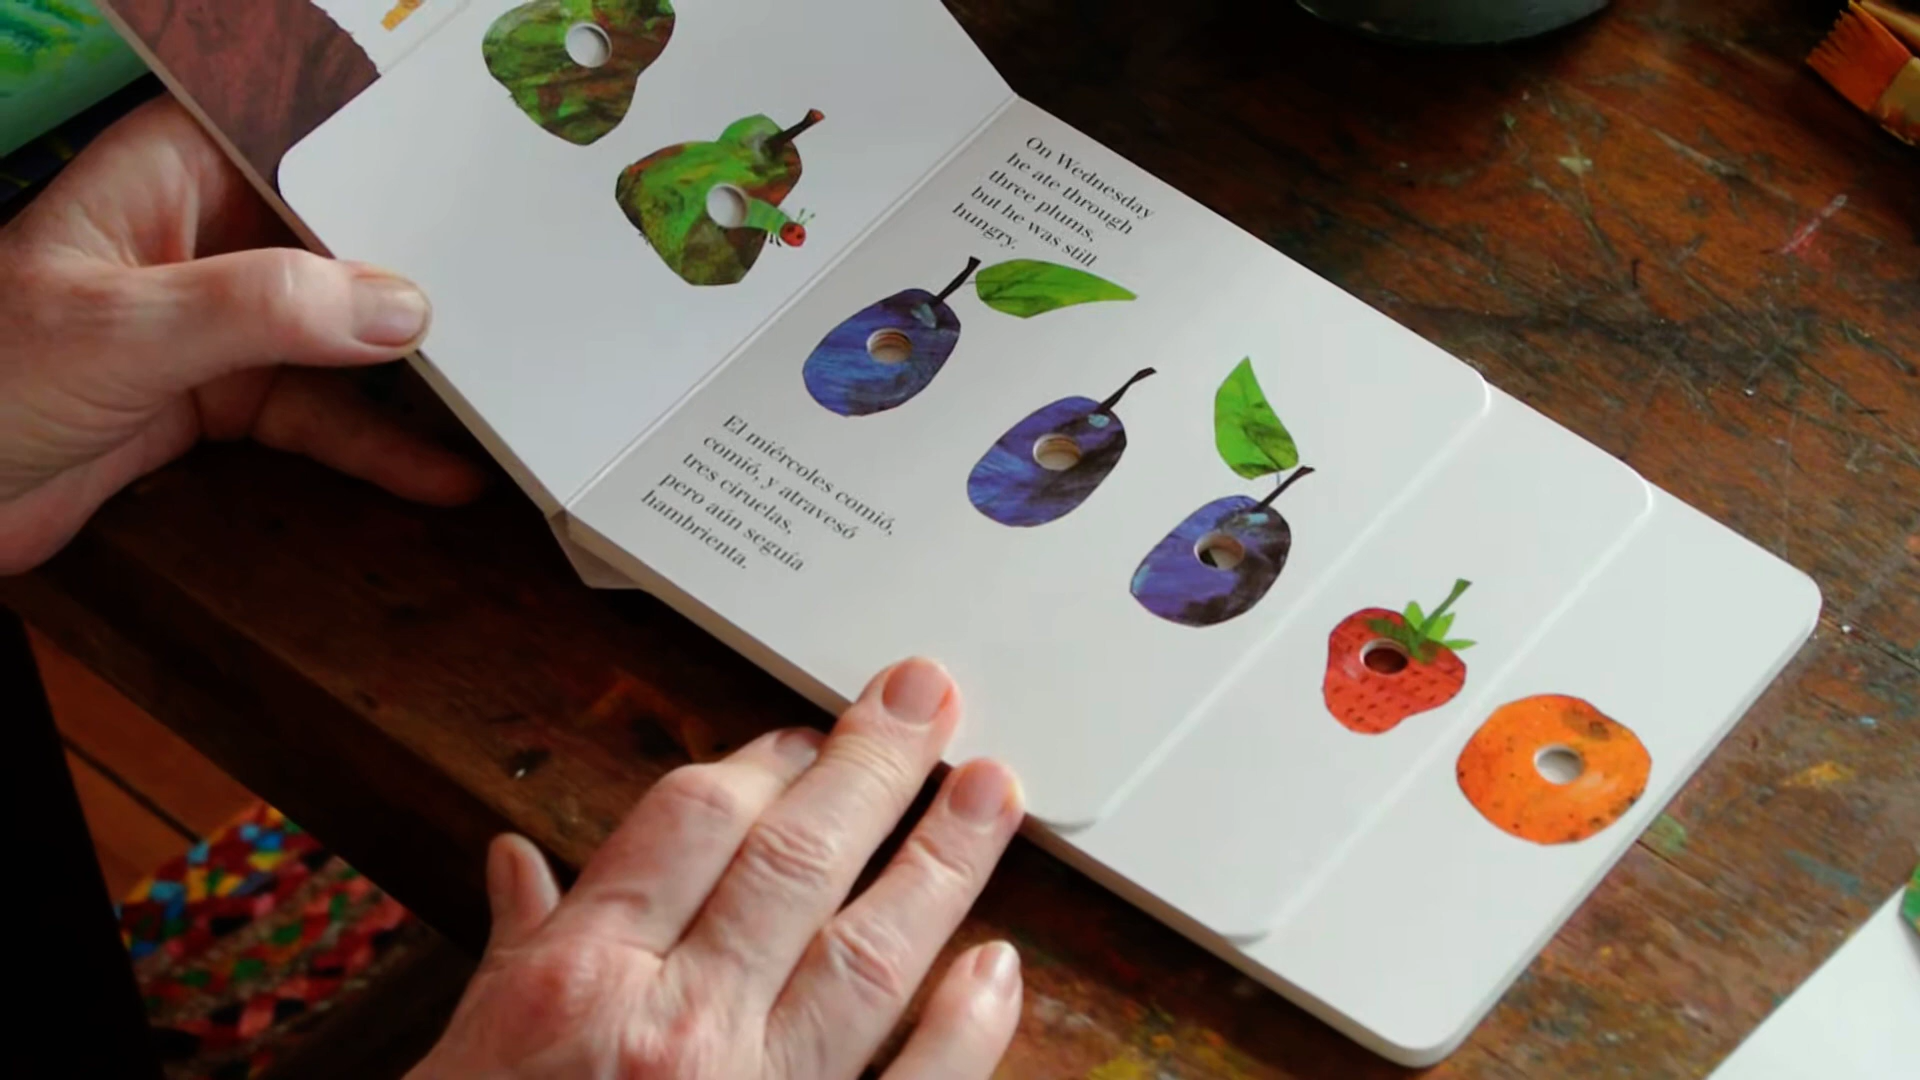 On Wednesday
he ate through
three plums,
but he was still
hungry.
El miércoles comió,
comió, y atravesó
tres ciruelas,
pero aún seguía
hambrienta.